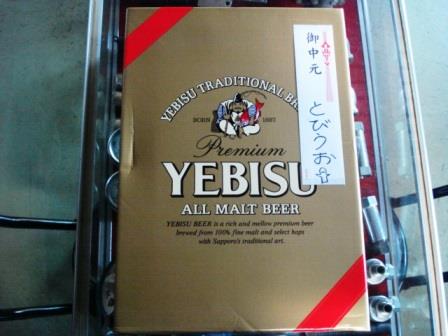 YEBISU TRADITIONAL BREW
BORN 1887
Premium
YEBISU
ALL MALT BEER
YEBISU BEER is a rich and mellow premium beer
brewed from 100% fine malt and select hops
with Sapporo's traditional art.
御中元
とびうお